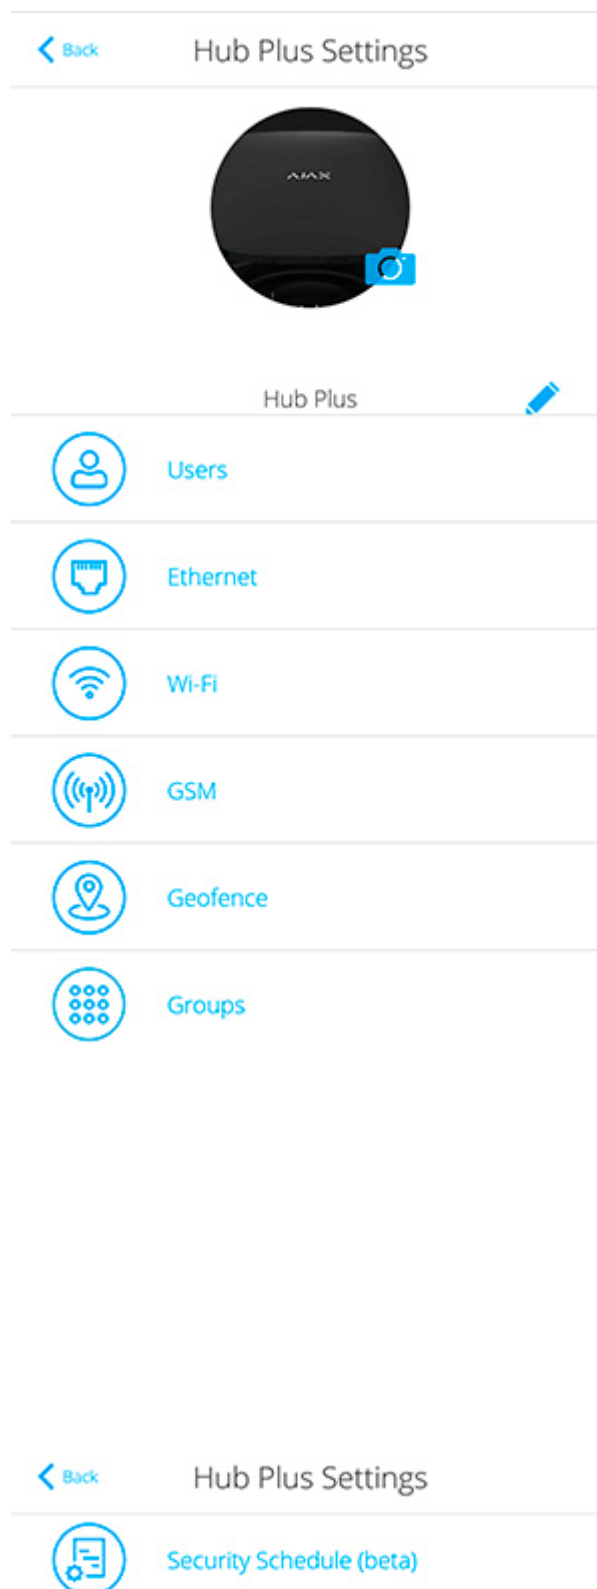 Back
Hub Plus Settings
AJAX
Hub Plus
Users
Ethernet
Wi-Fi
GSM
Geofence
Groups
Back
Hub Plus Settings
Security Schedule (beta)